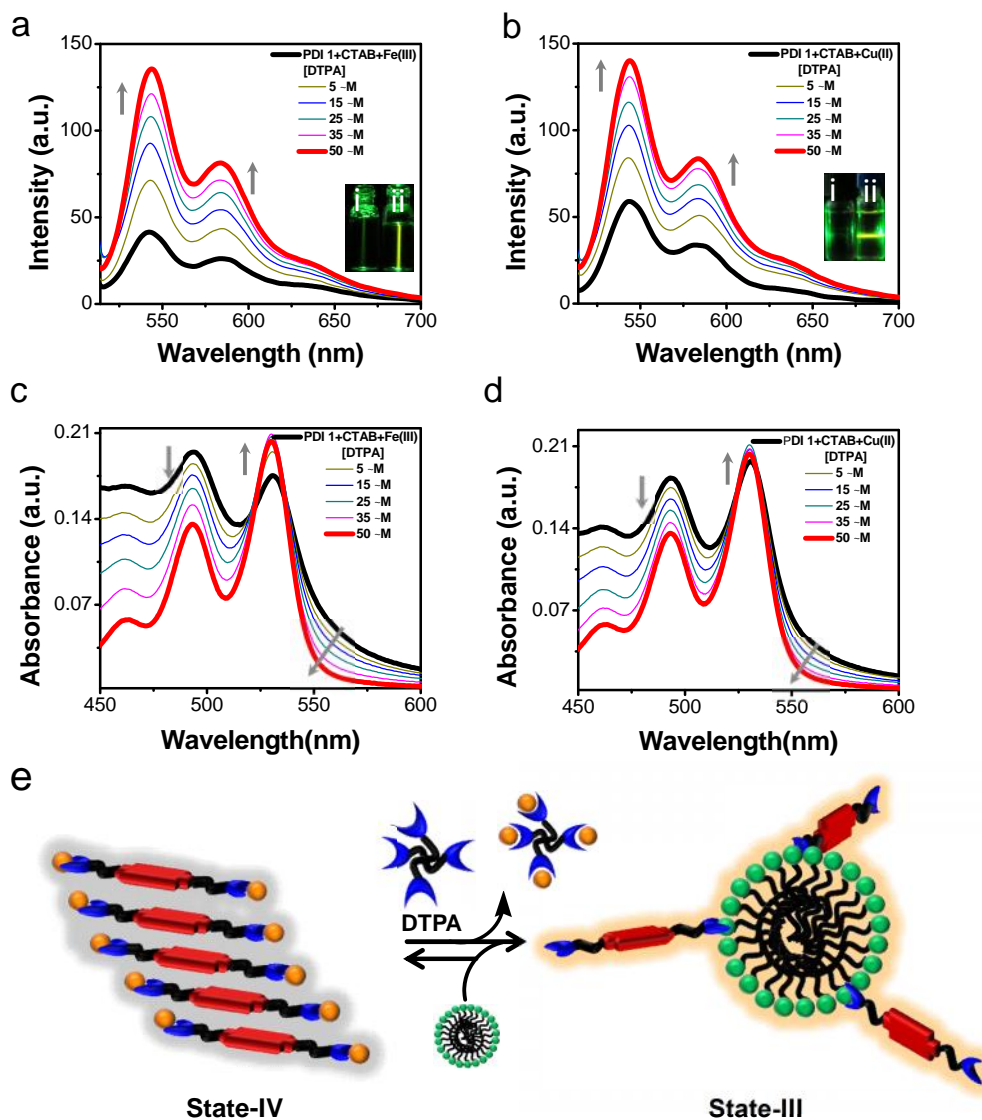 a
150
100
50
0
550
600
650
700
Intensity (a.u.)
Wavelength (nm)
PDI 1+CTAB+Fe(III)
[DTPA]
5 ~M
15 ~M
25 ~M
35 ~M
50 ~M
i
ii
b
150
100
50
0
550
600
650
700
Intensity (a.u.)
Wavelength (nm)
PDI 1+CTAB+Cu(II)
[DTPA]
5 ~M
15 ~M
25 ~M
35 ~M
50 ~M
i
ii
c
0.21
0.14
0.07
450
500
550
600
Absorbance (a.u.)
Wavelength(nm)
PDI 1+CTAB+Fe(III)
[DTPA]
5 ~M
15 ~M
25 ~M
35 ~M
50 ~M
d
0.21
0.14
0.07
450
500
550
600
Absorbance (a.u.)
Wavelength(nm)
PDI 1+CTAB+Cu(II)
[DTPA]
5 ~M
15 ~M
25 ~M
35 ~M
50 ~M
e
DTPA
State-IV
State-III